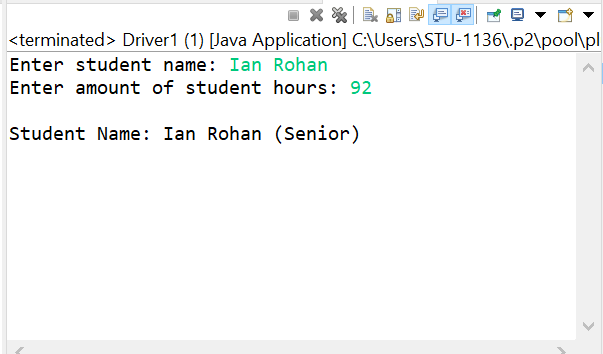 <terminated> Driver1 (1) [Java Application] C:\Users\STU-1136\.p2\pool\pl
Enter student name: Ian Rohan
Enter amount of student hours: 92
Student Name: Ian Rohan (Senior)